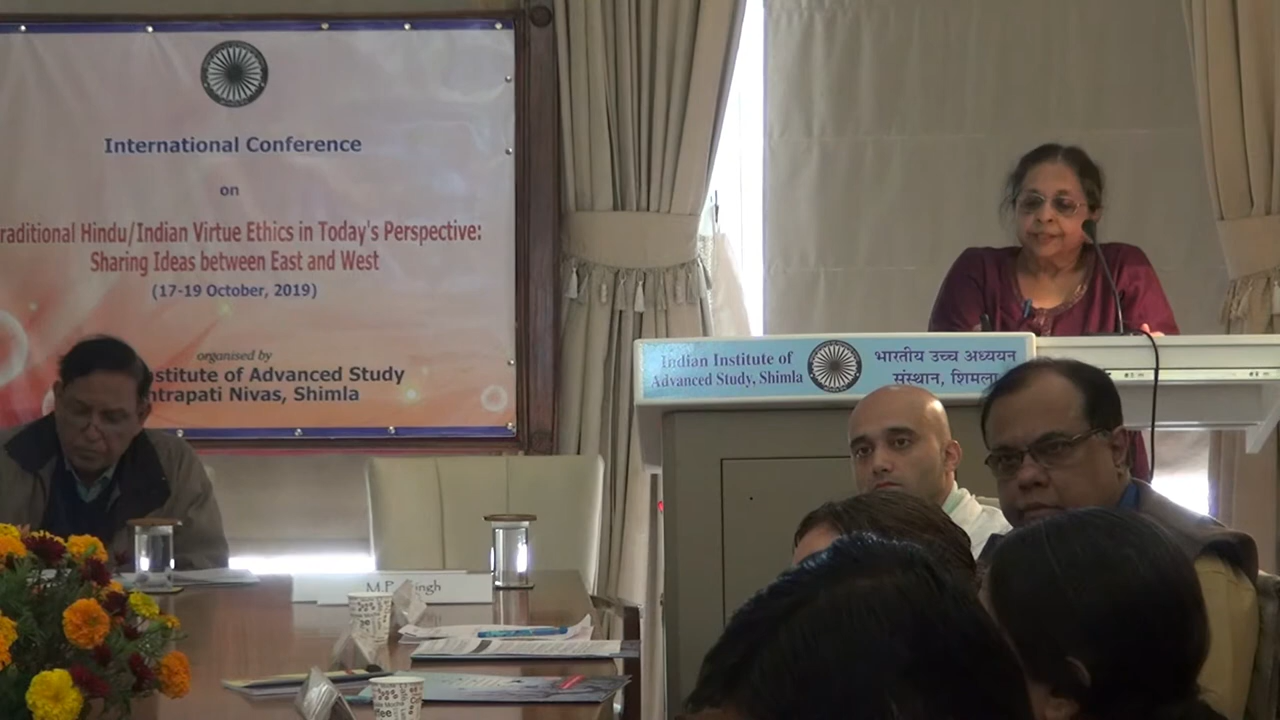 International Conference
on
raditional Hindu/Indian Virtue Ethics in Today's Perspective:
Sharing Ideas between East and West
(17-19 October, 2019)
organised by
stitute of Advanced Study
ntrapati Nivas, Shimla
Indian Institute of
Advanced Study, Shimla
भारतीय उच्च अध्ययन
संस्थान, शिमला